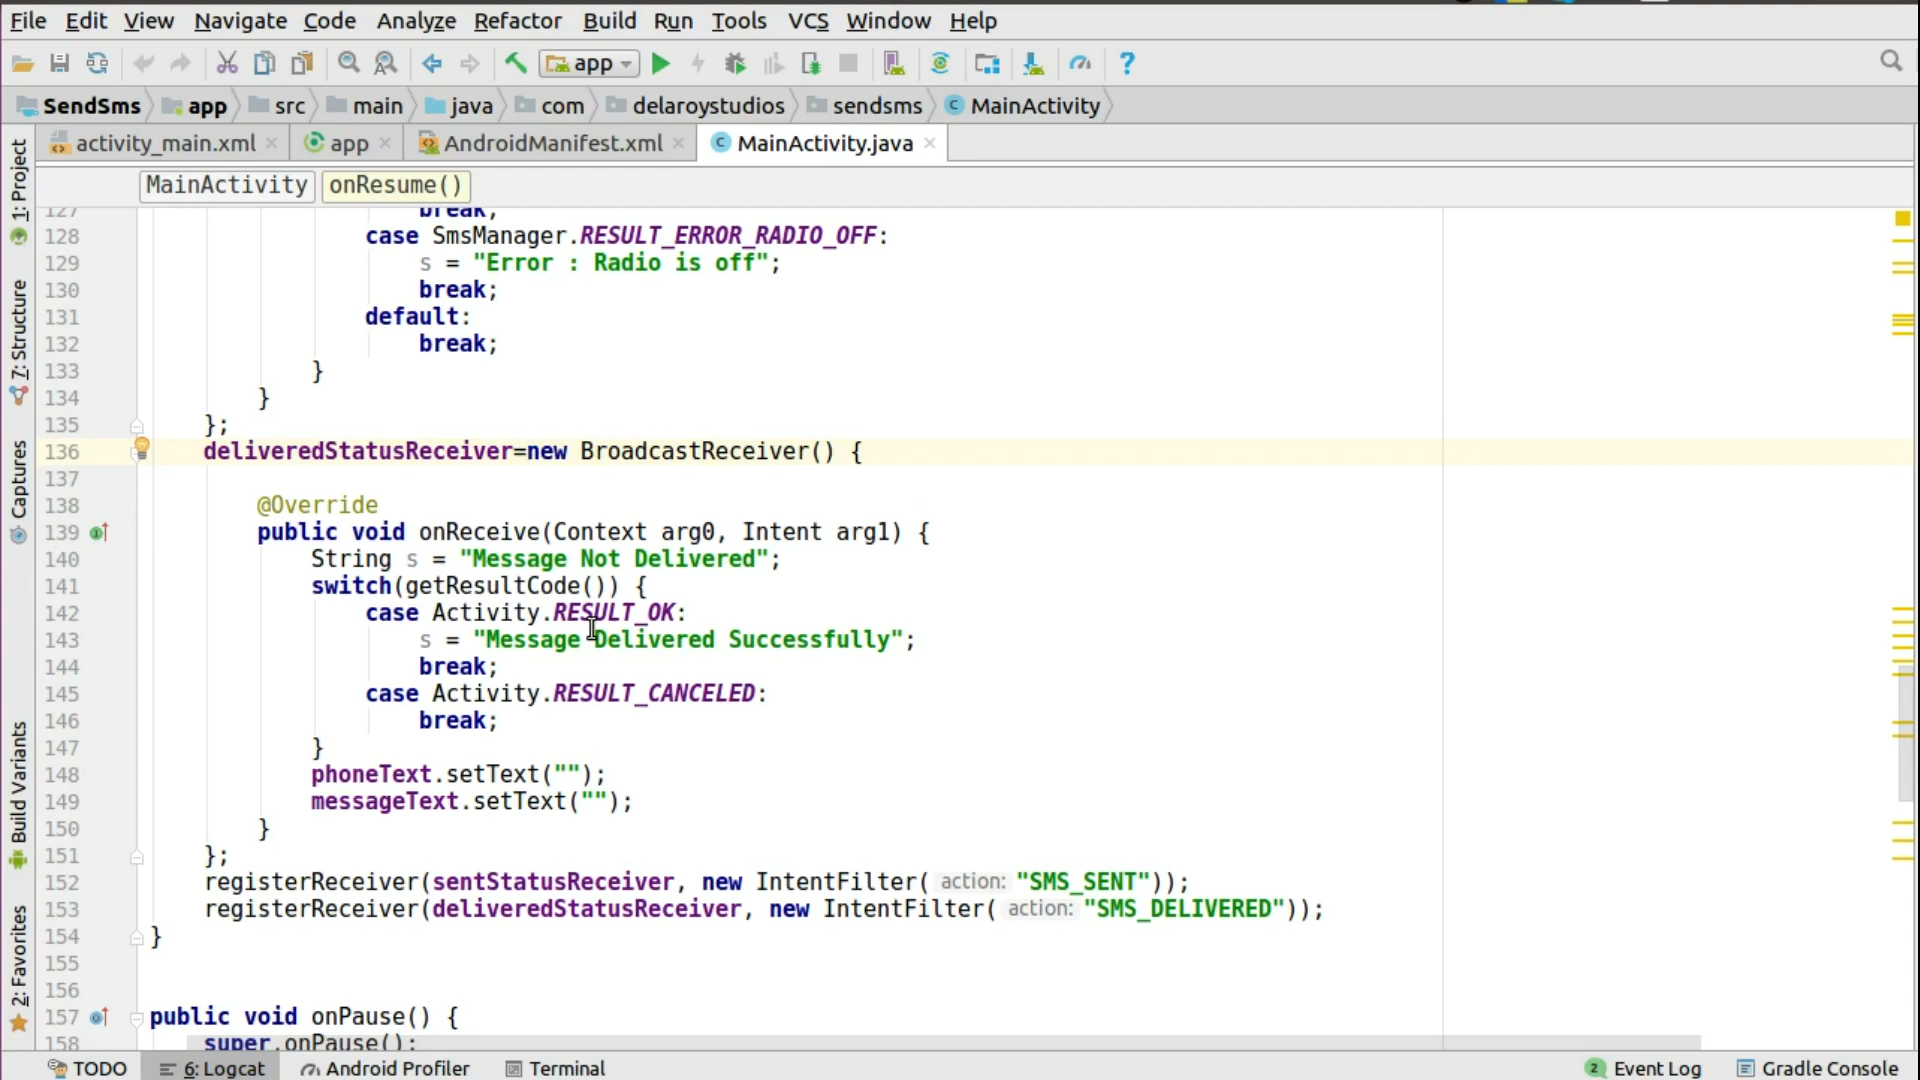 File Edit View Navigate Code Analyze Refactor Build Run Tools VCS Window Help
app
SendSms app src main java com delaroystudios sendsms MainActivity
activity_main.xml app AndroidManifest.xml MainActivity.java
MainActivity onResume()
127 break;
128 case SmsManager.RESULT_ERROR_RADIO_OFF:
129 s = "Error : Radio is off";
130 break;
131 default:
132 break;
133 }
134 }
135 };
136 deliveredStatusReceiver=new BroadcastReceiver() {
137
138 @Override
139 public void onReceive(Context arg0, Intent arg1) {
140 String s = "Message Not Delivered";
141 switch(getResultCode()) {
142 case Activity.RESULT_OK:
143 s = "Message Delivered Successfully";
144 break;
145 case Activity.RESULT_CANCELED:
146 break;
147 }
148 phoneText.setText("");
149 messageText.setText("");
150 }
151 };
152 registerReceiver(sentStatusReceiver, new IntentFilter( action: "SMS_SENT"));
153 registerReceiver(deliveredStatusReceiver, new IntentFilter( action: "SMS_DELIVERED"));
154 }
155
156
157 public void onPause() {
158 super.onPause();
1: Project
7: Structure
Captures
Build Variants
2: Favorites
TODO 6: Logcat Android Profiler Terminal 2 Event Log Gradle Console